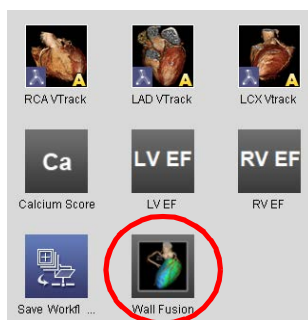 A A A
RCA VTrack LAD VTrack LCX Vtrack
Ca LV EF RV EF
Calcium Score LV EF RV EF
Save Workfl ... Wall Fusion